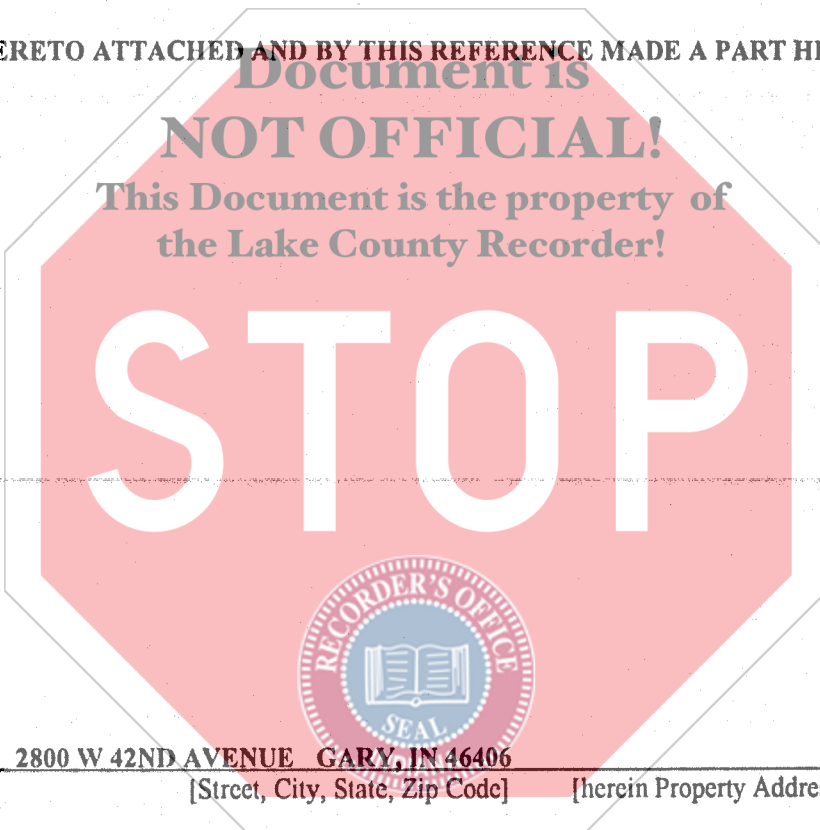 ERETO ATTACHED AND BY THIS REFERENCE MADE A PART
Document is
NOT OFFICIAL!
This Document is the property of
the Lake County Recorder!
STOP
RECORDER'S OFFICE
SEAL
2800 W 42ND AVENUE GARY, IN 46406
[Street, City, State, Zip Code] [herein Property Addre